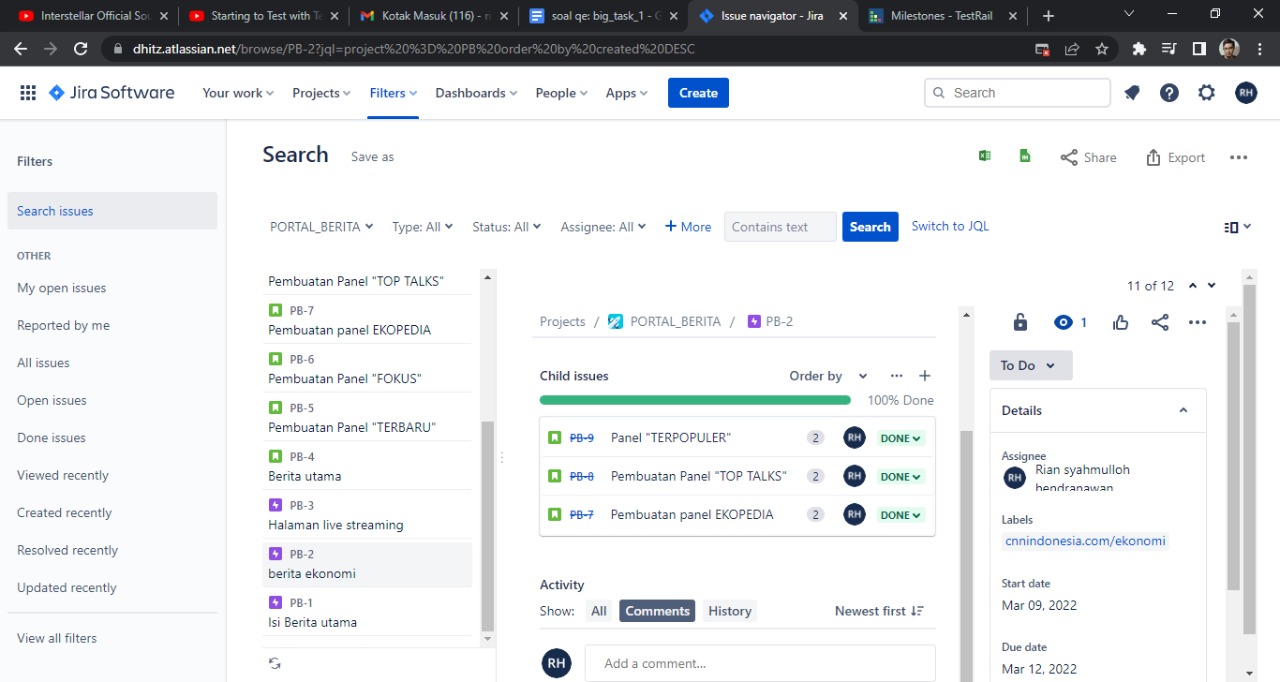 Interstellar Official Sou
Starting to Test with Te
Kotak Masuk (116) - ri
soal qe: big_task_1 - G
Issue navigator - Jira
Milestones - TestRail
dhitz.atlassian.net/browse/PB-2?jql=project%20%3D%20PB%20order%20by%20created%20DESC
Jira Software
Your work
Projects
Filters
Dashboards
People
Apps
Create
Search
RH
Filters
Search issues
OTHER
My open issues
Reported by me
All issues
Open issues
Done issues
Viewed recently
Created recently
Resolved recently
Updated recently
View all filters
Search
Save as
Share
Export
PORTAL_BERITA
Type: All
Status: All
Assignee: All
+ More
Contains text
Search
Switch to JQL
Pembuatan Panel "TOP TALKS"
PB-7
Pembuatan panel EKOPEDIA
PB-6
Pembuatan Panel "FOKUS"
PB-5
Pembuatan Panel "TERBARU"
PB-4
Berita utama
PB-3
Halaman live streaming
PB-2
berita ekonomi
PB-1
Isi Berita utama
11 of 12
Projects / PORTAL_BERITA / PB-2
Child issues
Order by
100% Done
PB-9 Panel "TERPOPULER" 2 RH DONE
PB-8 Pembuatan Panel "TOP TALKS" 2 RH DONE
PB-7 Pembuatan panel EKOPEDIA 2 RH DONE
Activity
Show: All Comments History
Newest first
RH
Add a comment...
1
To Do
Details
Assignee
RH
Rian syahmulloh
hendranawan
Labels
cnnindonesia.com/ekonomi
Start date
Mar 09, 2022
Due date
Mar 12, 2022